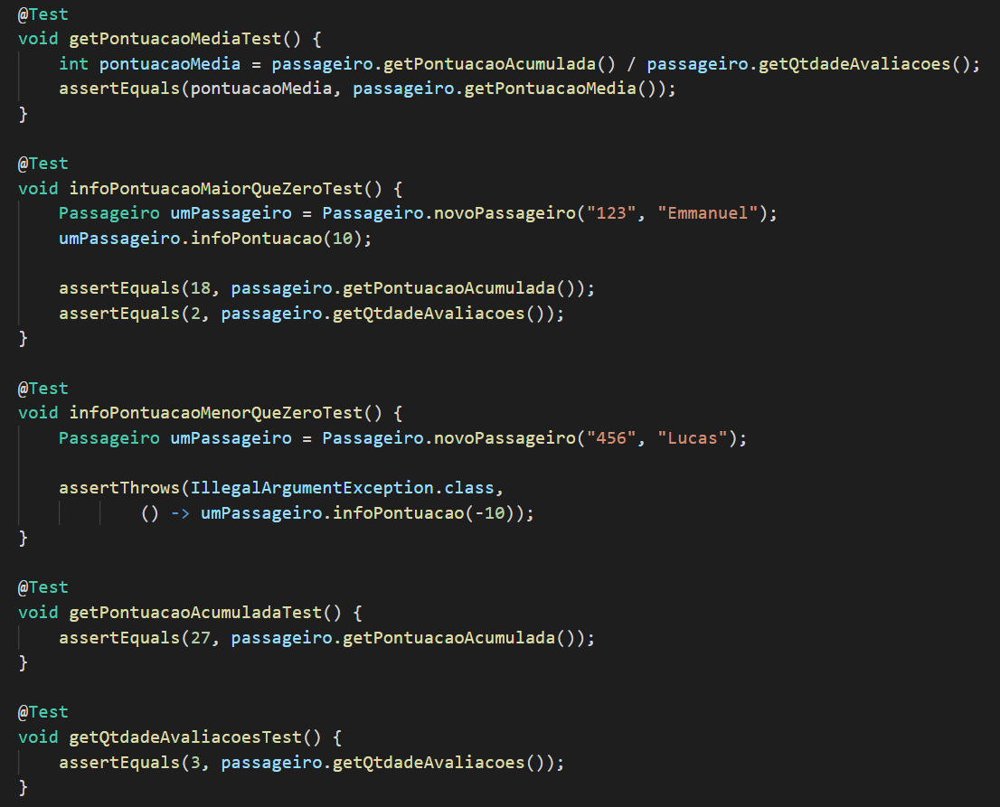 @Test
void getPontuacaoMediaTest() {
    int pontuacaoMedia = passageiro.getPontuacaoAcumulada() / passageiro.getQtdadeAvaliacoes();
    assertEquals(pontuacaoMedia, passageiro.getPontuacaoMedia());
}

@Test
void infoPontuacaoMaiorQueZeroTest() {
    Passageiro umPassageiro = Passageiro.novoPassageiro("123", "Emmanuel");
    umPassageiro.infoPontuacao(10);

    assertEquals(18, passageiro.getPontuacaoAcumulada());
    assertEquals(2, passageiro.getQtdadeAvaliacoes());
}

@Test
void infoPontuacaoMenorQueZeroTest() {
    Passageiro umPassageiro = Passageiro.novoPassageiro("456", "Lucas");

    assertThrows(IllegalArgumentException.class,
            () -> umPassageiro.infoPontuacao(-10));
}

@Test
void getPontuacaoAcumuladaTest() {
    assertEquals(27, passageiro.getPontuacaoAcumulada());
}

@Test
void getQtdadeAvaliacoesTest() {
    assertEquals(3, passageiro.getQtdadeAvaliacoes());
}